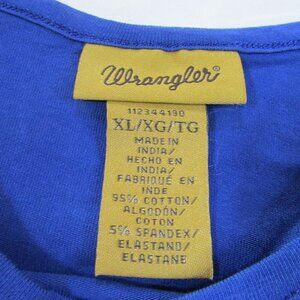 Wrangler®
112344190
XL/XG/TG
MADE IN
INDIA/
HECHO EN
INDIA/
FABRIQUÉ EN
INDE
95% COTTON/
ALGODÓN/
COTON
5% SPANDEX/
ELASTANO/
ELASTANE